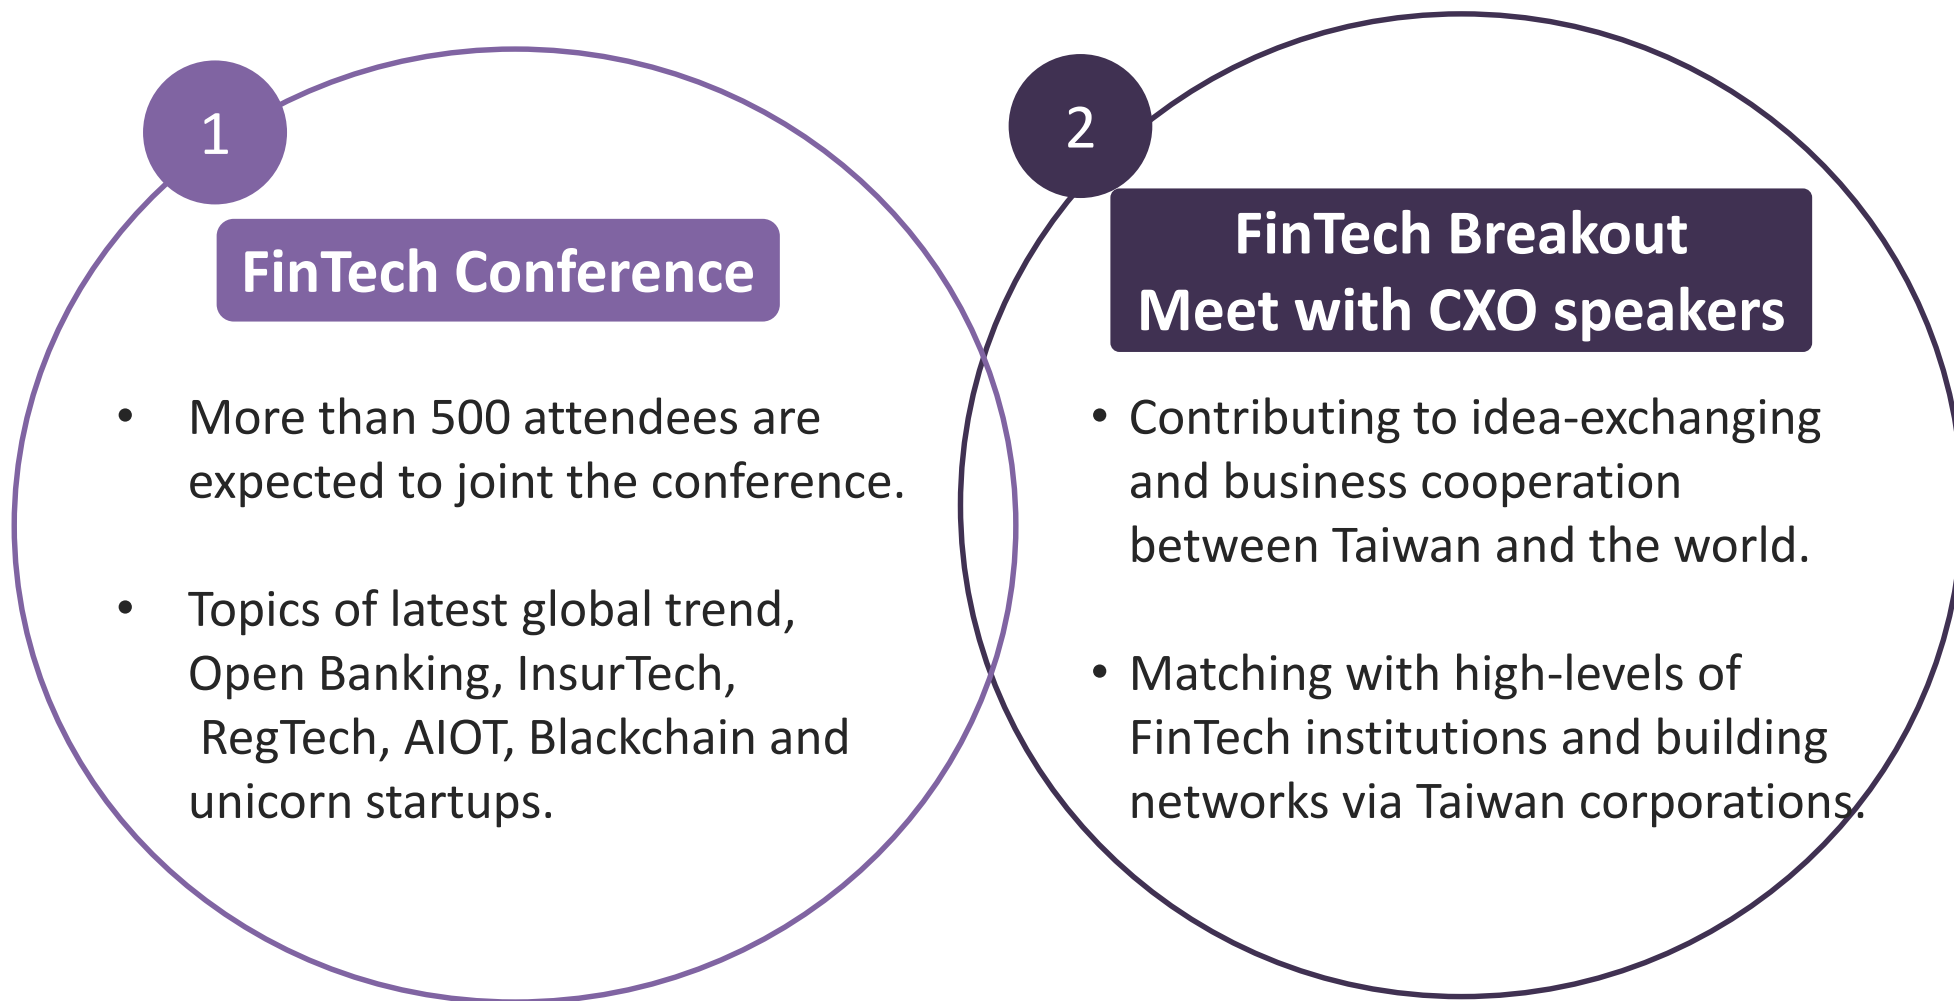 1
FinTech Conference
• More than 500 attendees are
expected to joint the conference.
• Topics of latest global trend,
Open Banking, InsurTech,
RegTech, AIOT, Blackchain and
unicorn startups.
2
FinTech Breakout
Meet with CXO speakers
• Contributing to idea-exchanging
and business cooperation
between Taiwan and the world.
• Matching with high-levels of
FinTech institutions and building
networks via Taiwan corporations.